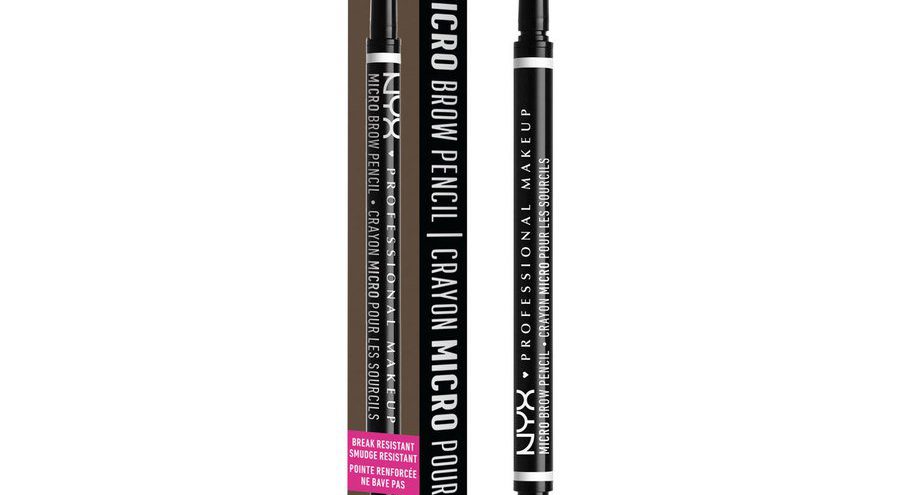 NYX
PROFESSIONAL MAKEUP
MICRO BROW PENCIL • CRAYON MICRO POUR LES SOURCILS
BREAK RESISTANT
SMUDGE RESISTANT
POINTE RENFORCÉE
NE BAVE PAS
ICRO BROW PENCIL | CRAYON MICRO POUR
NYX
PROFESSIONAL MAKEUP
MICRO BROW PENCIL • CRAYON MICRO POUR LES SOURCILS